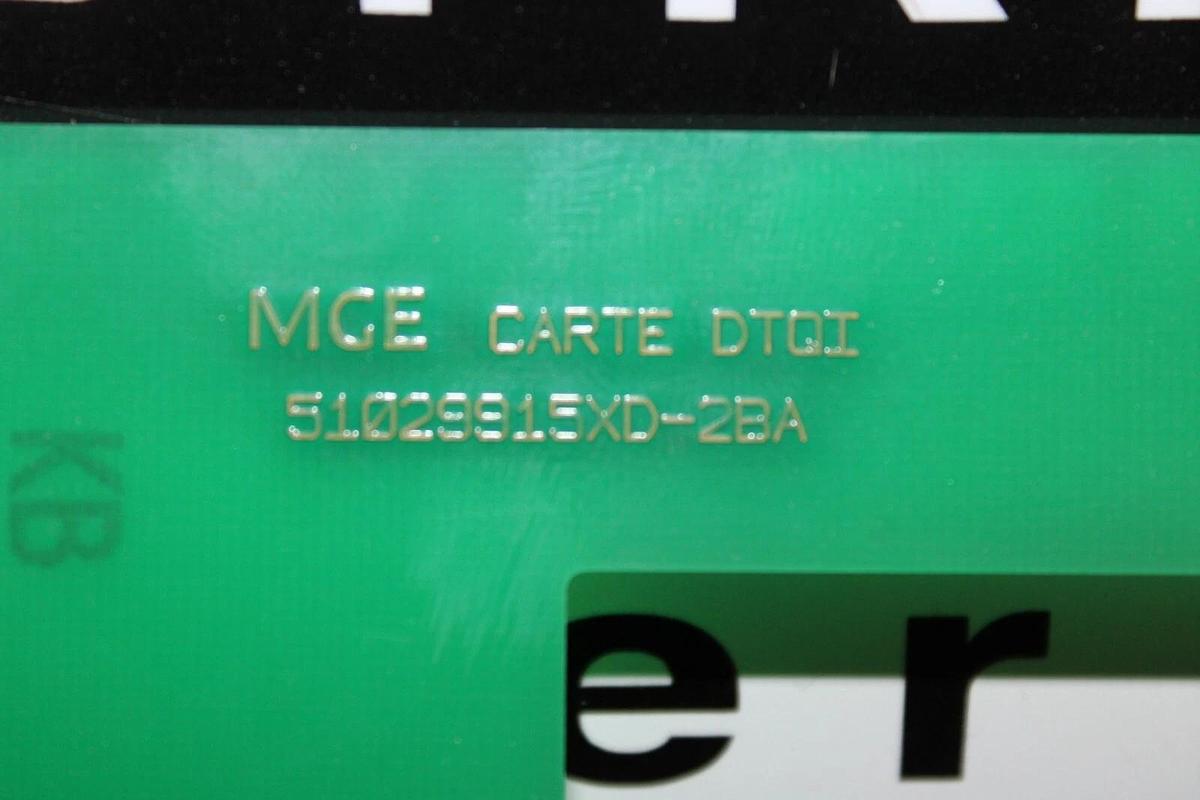 MGE CARTE DTQI
51029915XD-2BA
KB
er